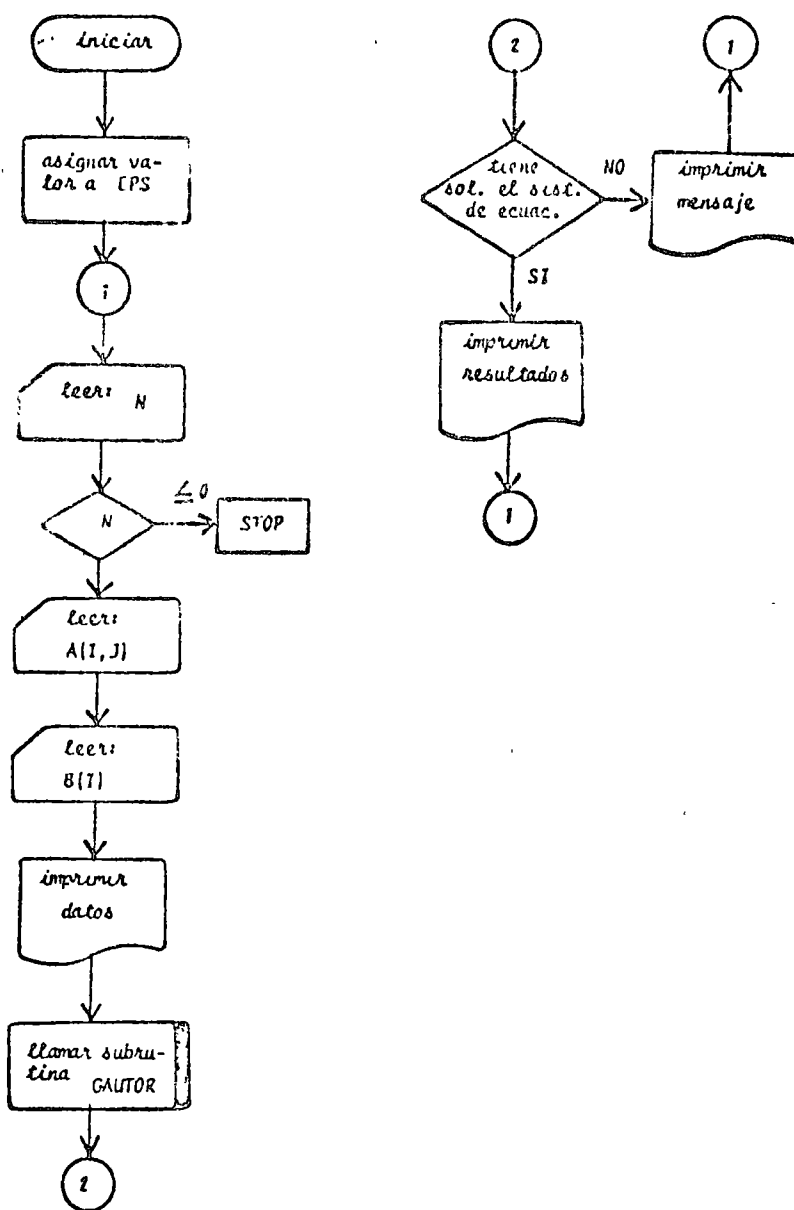 iniciar
asignar va-
lor a EPS
1
leer: N
N
≤ 0
STOP
leer:
A(I,J)
leer:
B(I)
imprimir
datos
llamar subru-
tina GAUTOR
2
2
tiene
sol. el sist.
de ecuac.
NO
SI
imprimir
mensaje
1
imprimir
resultados
1